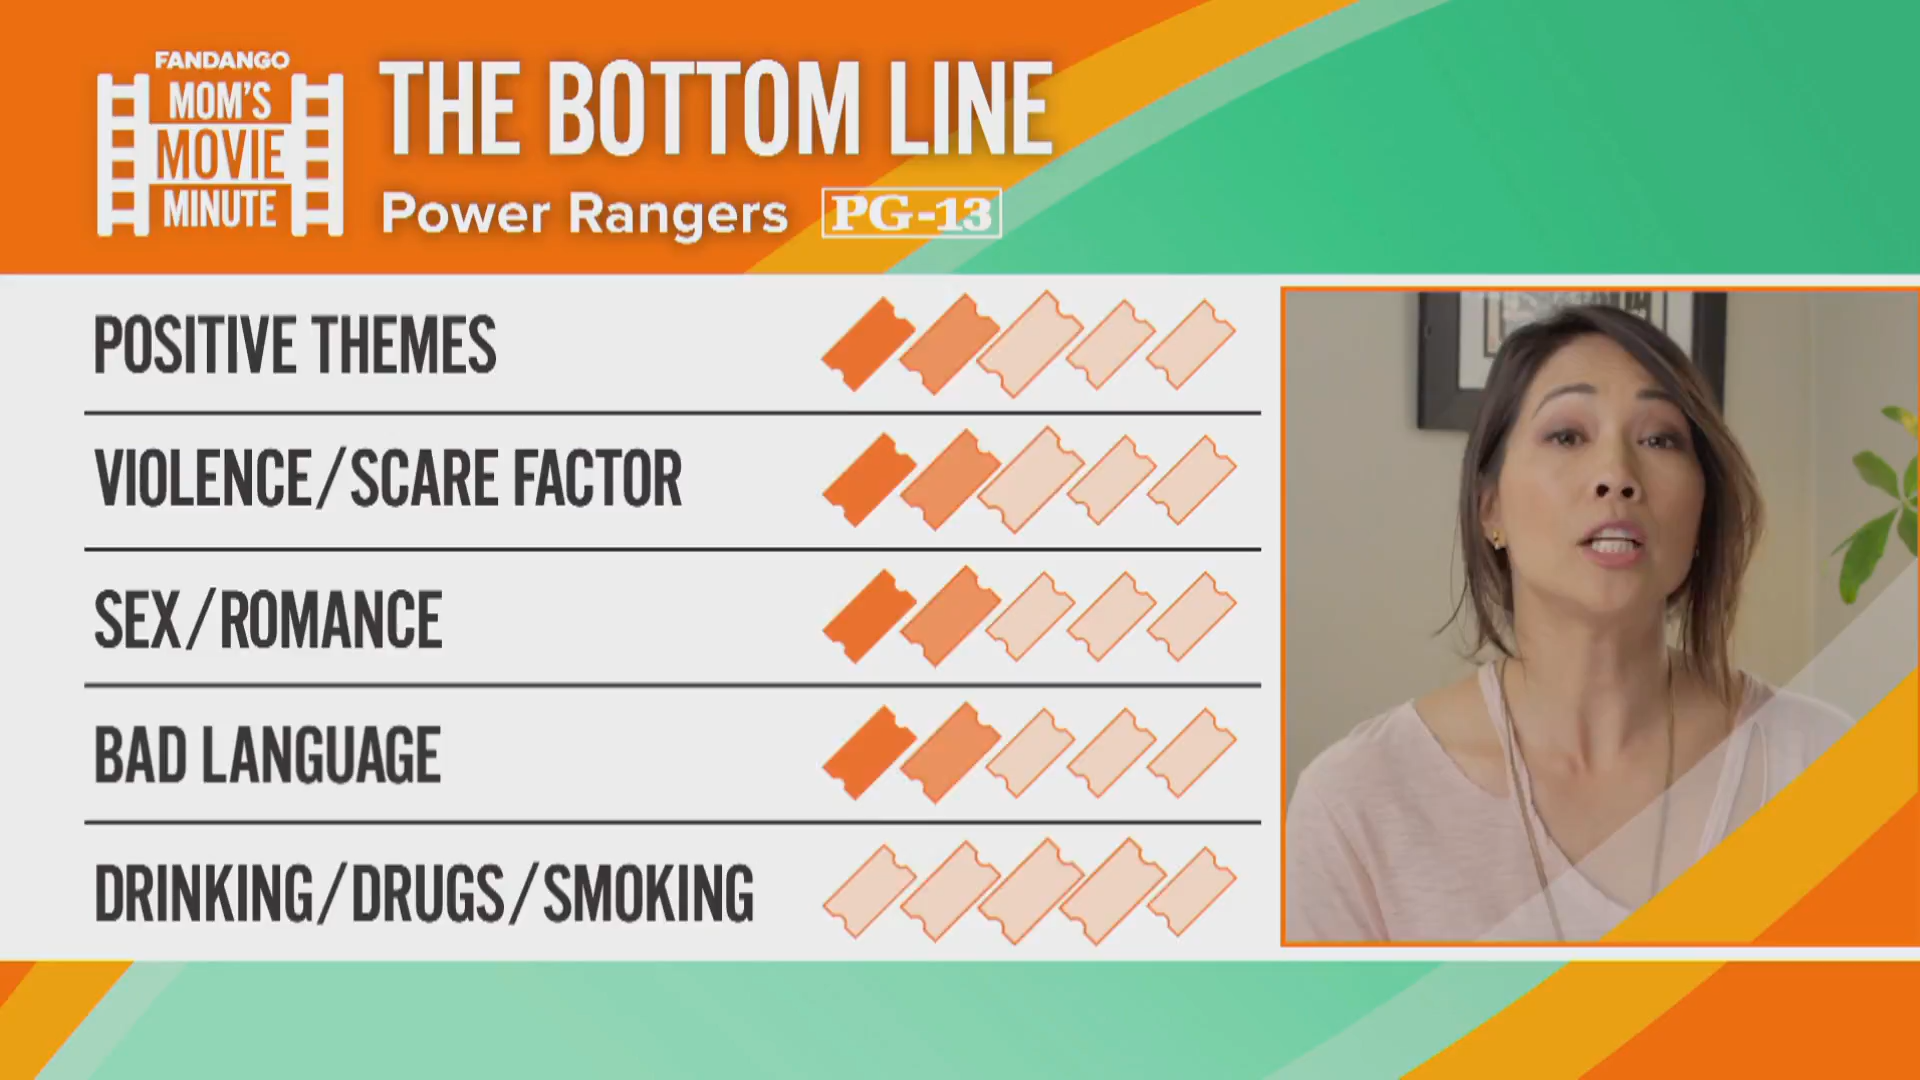 FANDANGO
MOM'S
MOVIE
MINUTE
THE BOTTOM LINE
Power Rangers PG-13
POSITIVE THEMES
VIOLENCE/SCARE FACTOR
SEX/ROMANCE
BAD LANGUAGE
DRINKING/DRUGS/SMOKING